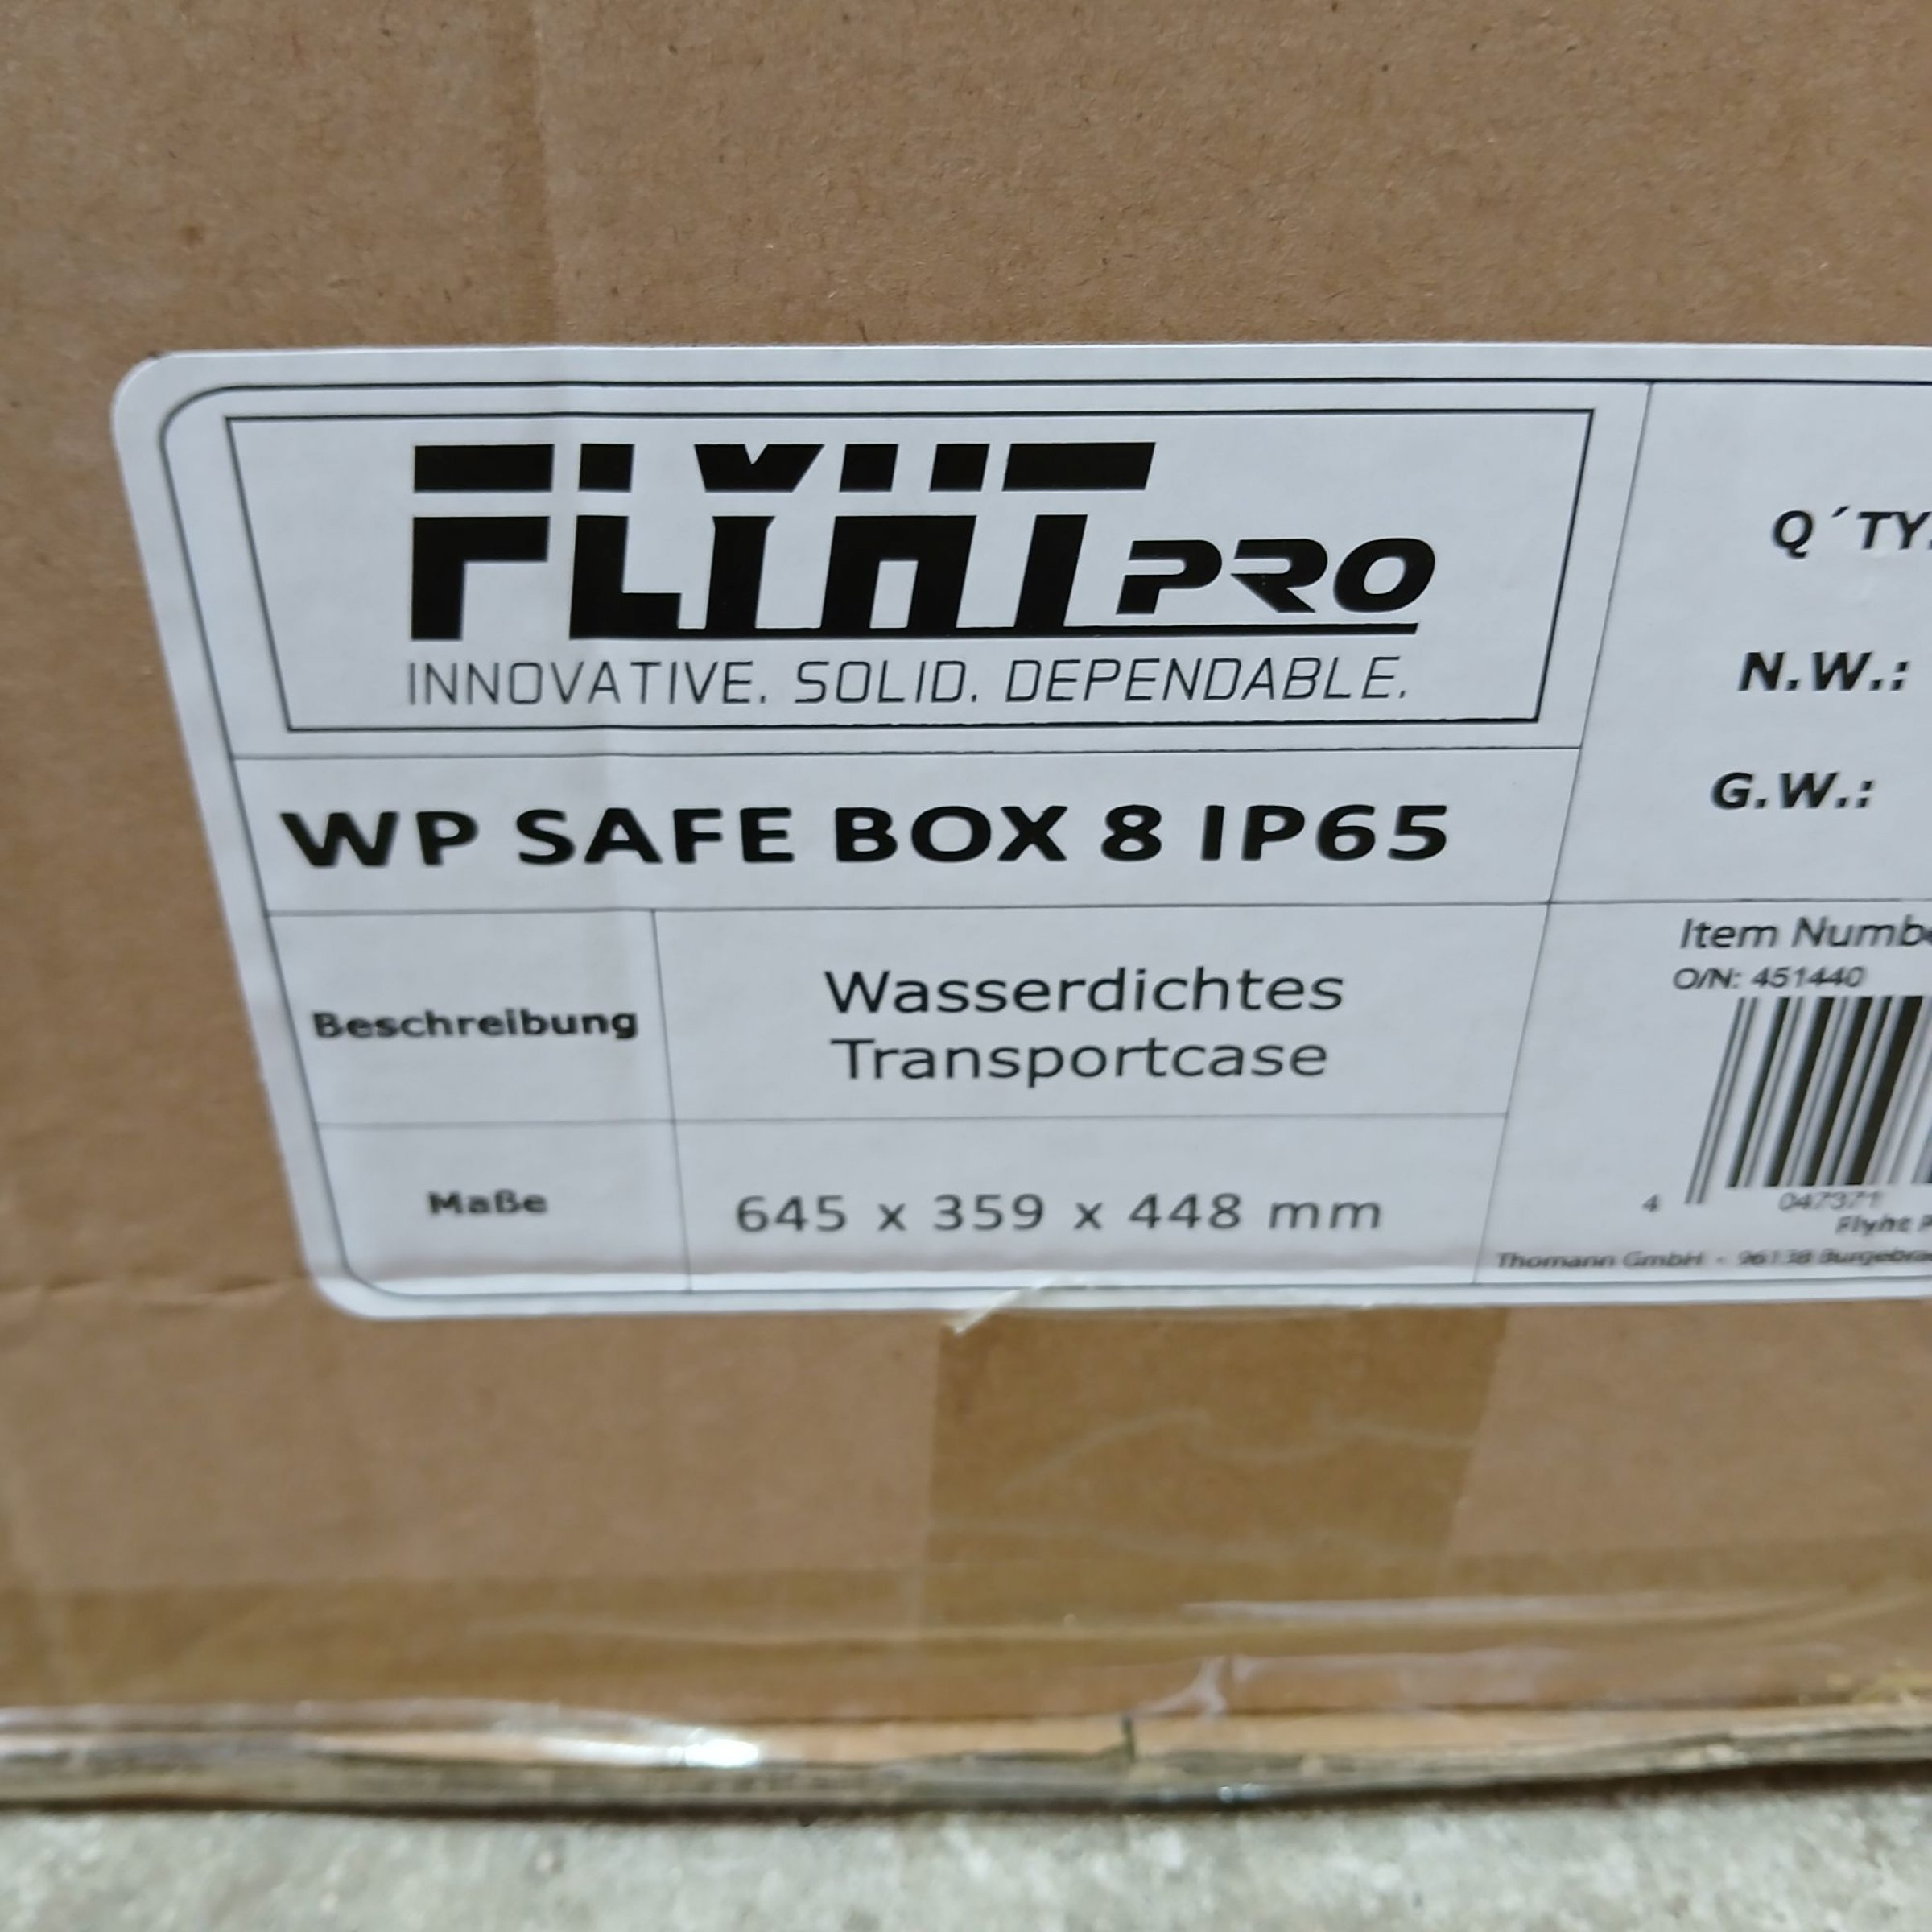 FLYHT PRO
INNOVATIVE. SOLID. DEPENDABLE.
WP SAFE BOX 8 IP65
Beschreibung
Wasserdichtes
Transportcase
Maße
645 x 359 x 448 mm
Q´TY.
N.W.:
G.W.:
Item
O/N: 451440
4 047371
Flyht
Thomann GmbH - 96138